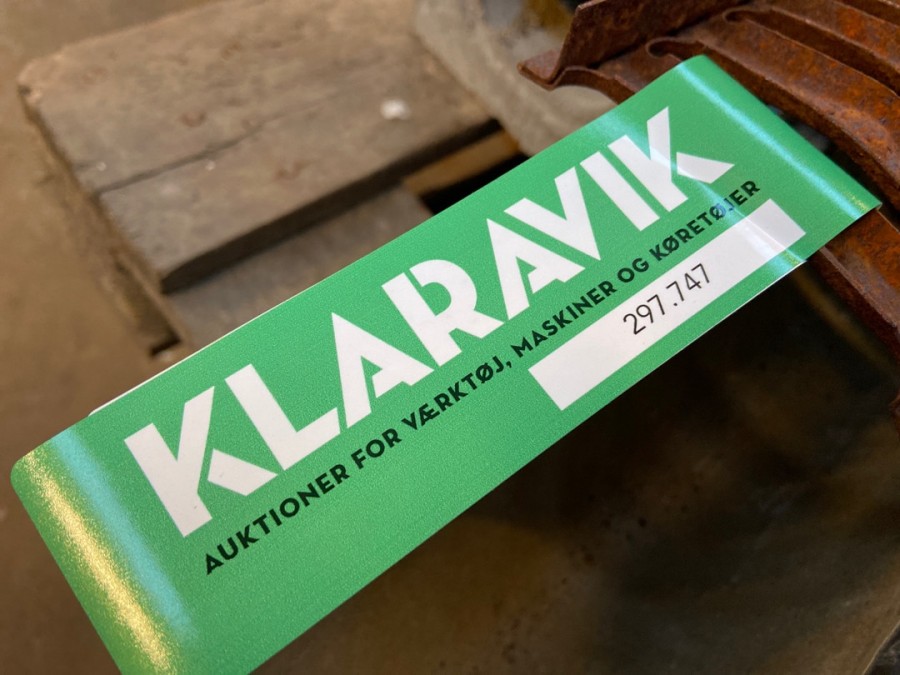 KLARAVIK
AUKTIONER FOR VÆRKTØJ, MASKINER OG KØRETØJER
297.747